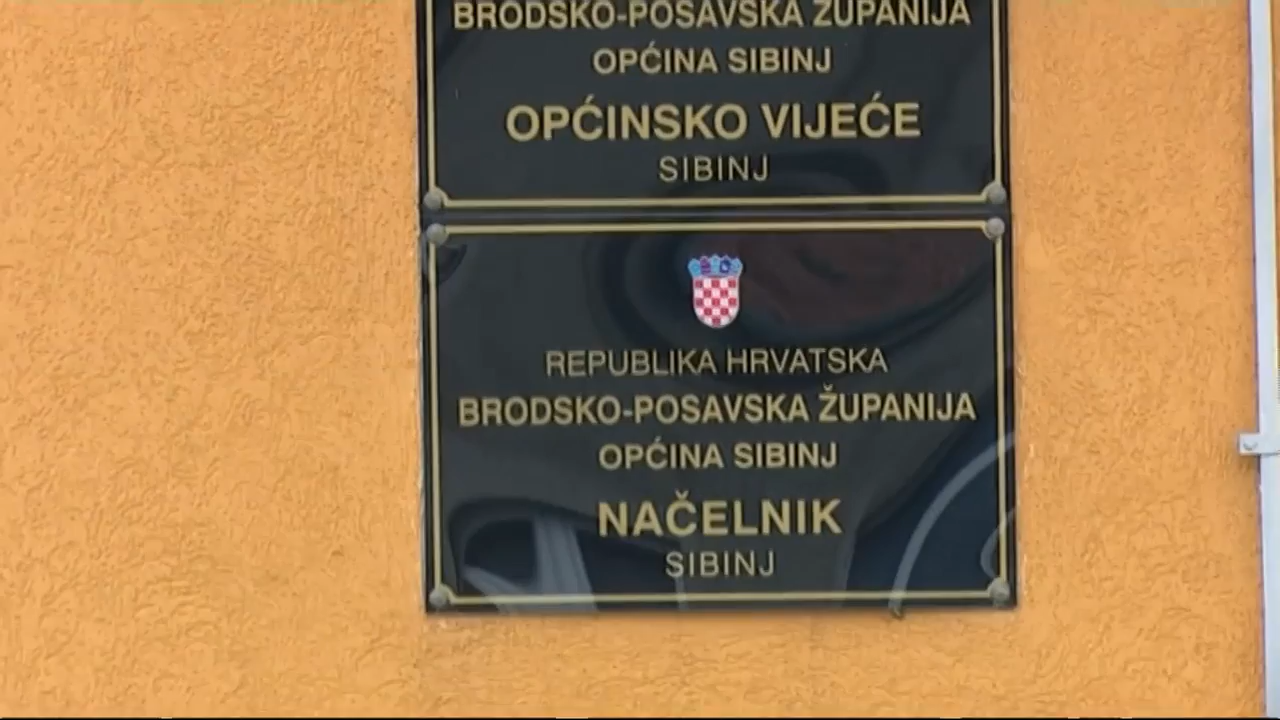 BRODSKO-POSAVSKA ŽUPANIJA
OPĆINA SIBINJ
OPĆINSKO VIJEĆE
SIBINJ
REPUBLIKA HRVATSKA
BRODSKO-POSAVSKA ŽUPANIJA
OPĆINA SIBINJ
NAČELNIK
SIBINJ